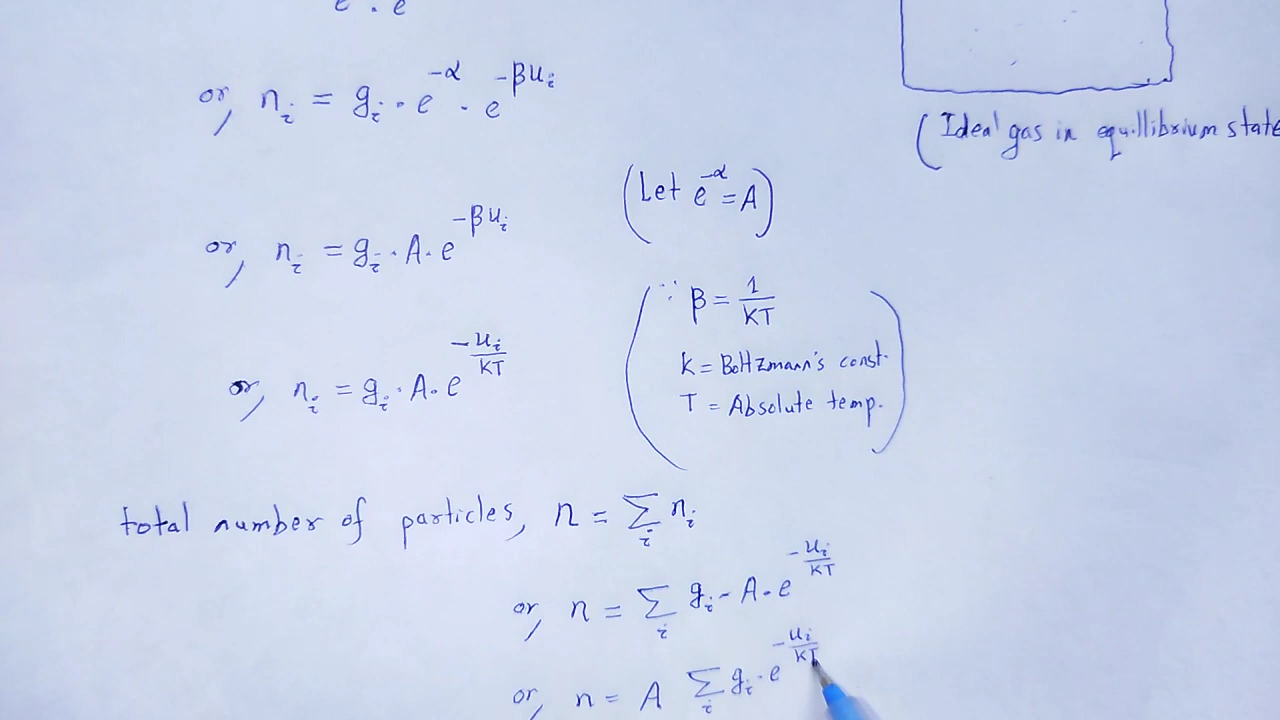 e . e
or, nᵢ = gᵢ · e^(-α) · e^(-βuᵢ)
(Ideal gas in equillibrium state
(Let e^(-α) = A)
or, nᵢ = gᵢ · A · e^(-βuᵢ)
∵ β = 1/KT
K = Boltzmann's const.
T = Absolute temp.
or, nᵢ = gᵢ · A · e^(-uᵢ/KT)
total number of particles, n = Σᵢ nᵢ
or, n = Σᵢ gᵢ · A · e^(-uᵢ/KT)
or, n = A Σᵢ gᵢ · e^(-uᵢ/KT)